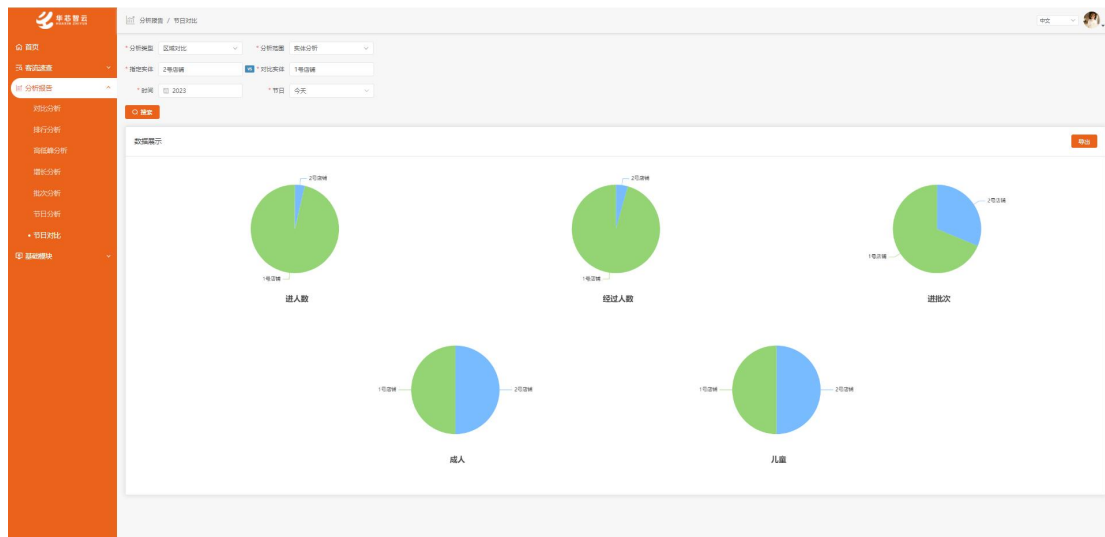 华芯智云
分析报告 / 节日对比
中文
首页
客流速查
分析报告
对比分析
排行分析
高低峰分析
增长分析
批次分析
节日分析
节日对比
基础模块
* 分析类型 区域对比
* 分析范围 实体分析
* 指定实体 2号店铺
VS
* 对比实体 1号店铺
* 时间 2023
* 节日 今天
搜索
数据展示
导出
2号店铺
1号店铺
进人数
2号店铺
1号店铺
经过人数
2号店铺
1号店铺
进批次
1号店铺
2号店铺
成人
1号店铺
2号店铺
儿童